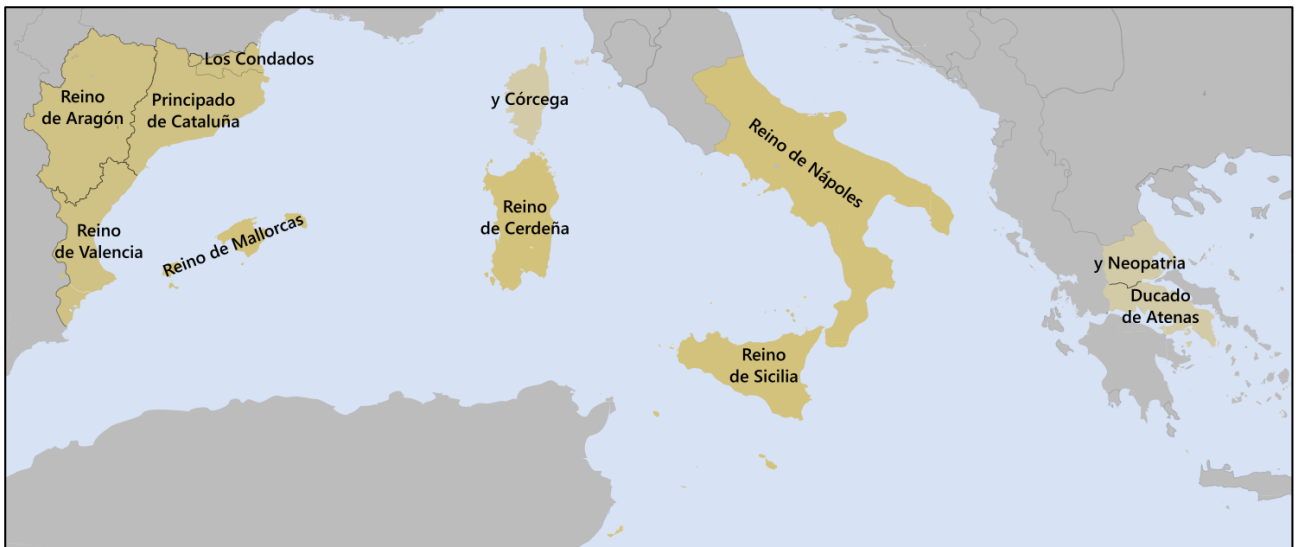 Los Condados
Reino
de Aragón
Principado
de Cataluña
y Córcega
Reino de Nápoles
Reino
de Valencia
Reino de Mallorcas
Reino
de Cerdeña
y Neopatria
Ducado
de Atenas
Reino
de Sicilia